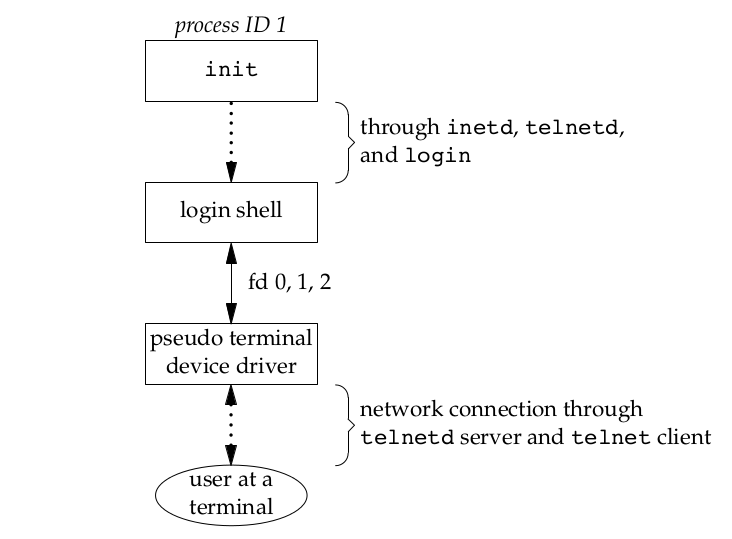 process ID 1
init
through inetd, telnetd,
and login
login shell
fd 0, 1, 2
pseudo terminal
device driver
network connection through
telnetd server and telnet client
user at a
terminal